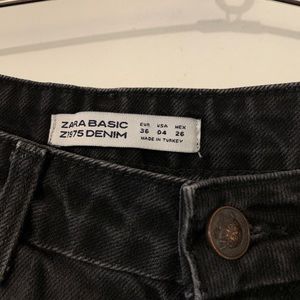 ZARA BASIC
Z1975 DENIM
EUR USA MEX
36 04 26
MADE IN TURKEY